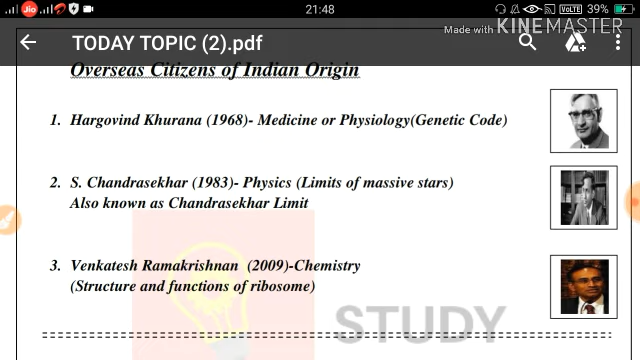 Jio
21:48
VoLTE
39%
Made with KINEMASTER
TODAY TOPIC (2).pdf
Overseas Citizens of Indian Origin
1. Hargovind Khurana (1968)- Medicine or Physiology(Genetic Code)
2. S. Chandrasekhar (1983)- Physics (Limits of massive stars)
Also known as Chandrasekhar Limit
3. Venkatesh Ramakrishnan (2009)-Chemistry
(Structure and functions of ribosome)
STUDY